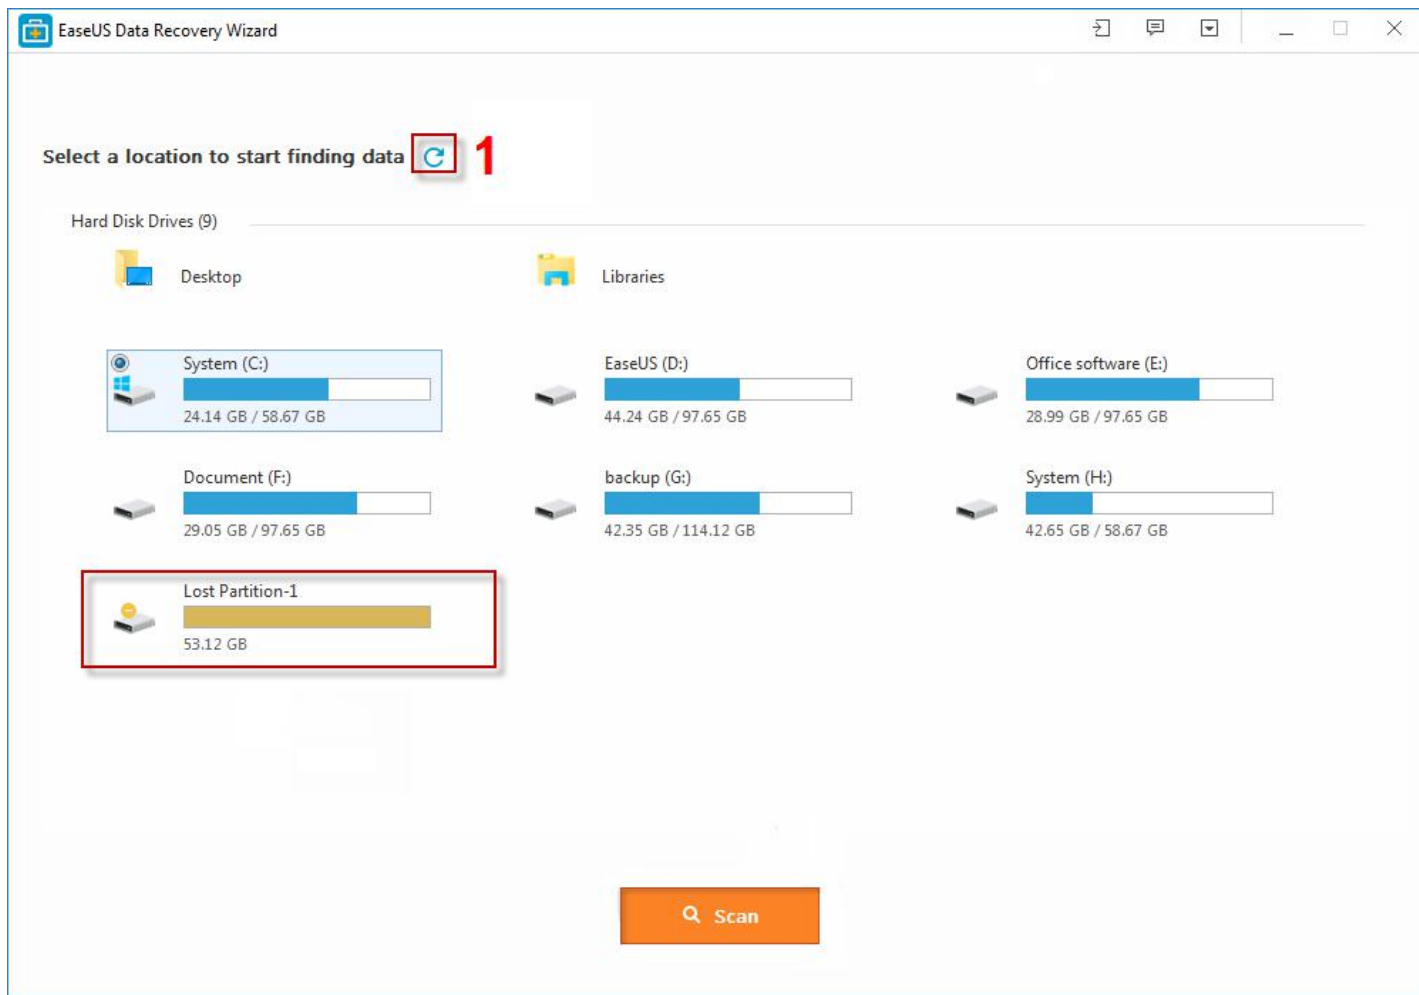 EaseUS Data Recovery Wizard
Select a location to start finding data 1
Hard Disk Drives (9)
Desktop
Libraries
System (C:)
24.14 GB / 58.67 GB
EaseUS (D:)
44.24 GB / 97.65 GB
Office software (E:)
28.99 GB / 97.65 GB
Document (F:)
29.05 GB / 97.65 GB
backup (G:)
42.35 GB / 114.12 GB
System (H:)
42.65 GB / 58.67 GB
Lost Partition-1
53.12 GB
Scan